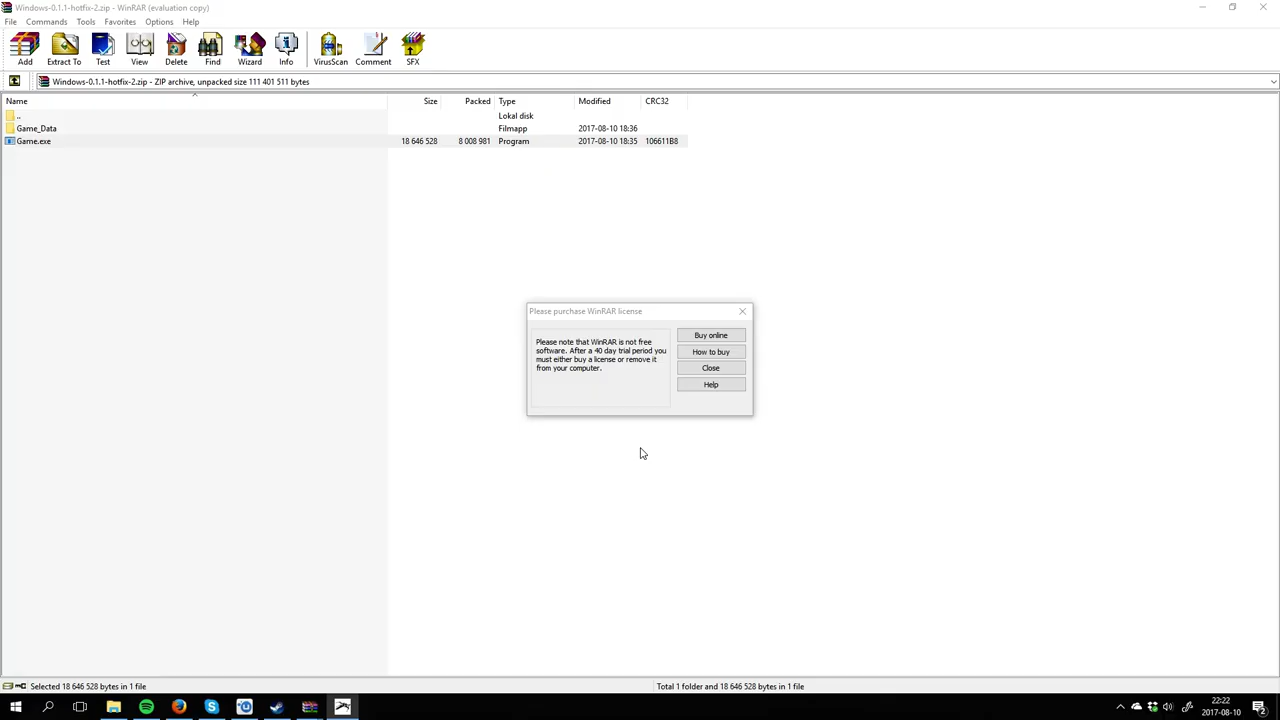 Windows-0.1.1-hotfix-2.zip - WinRAR (evaluation copy)
File Commands Tools Favorites Options Help
Add Extract To Test View Delete Find Wizard Info VirusScan Comment SFX
Windows-0.1.1-hotfix-2.zip - ZIP archive, unpacked size 111 401 511 bytes
Name Size Packed Type Modified CRC32
.. Lokal disk
Game_Data Filmapp 2017-08-10 18:36
Game.exe 18 646 528 8 008 981 Program 2017-08-10 18:35 106611B8
Please purchase WinRAR license
Please note that WinRAR is not free
software. After a 40 day trial period you
must either buy a license or remove it
from your computer.
Buy online
How to buy
Close
Help
Selected 18 646 528 bytes in 1 file Total 1 folder and 18 646 528 bytes in 1 file
22:22
2017-08-10
2